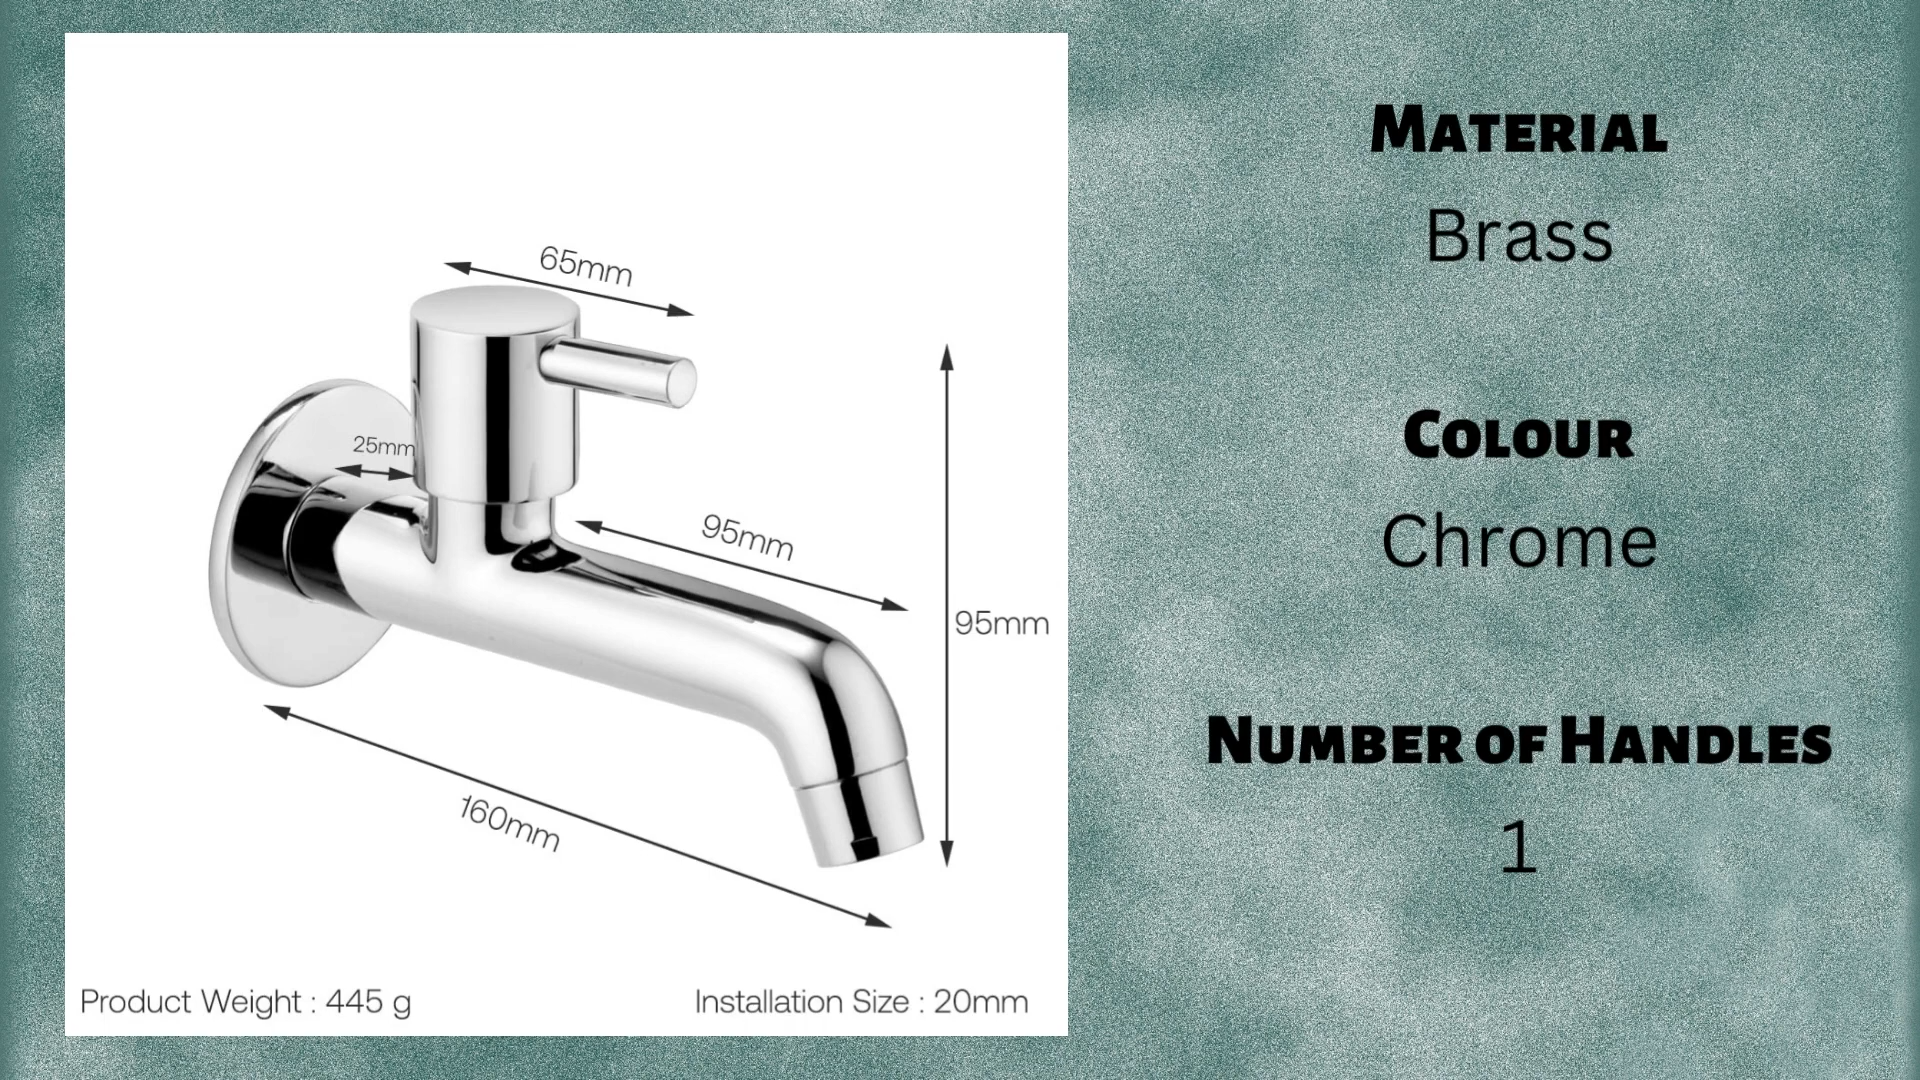 65mm
25mm
95mm
95mm
160mm
Product Weight : 445 g
Installation Size : 20mm
Material
Brass
Colour
Chrome
Number of Handles
1